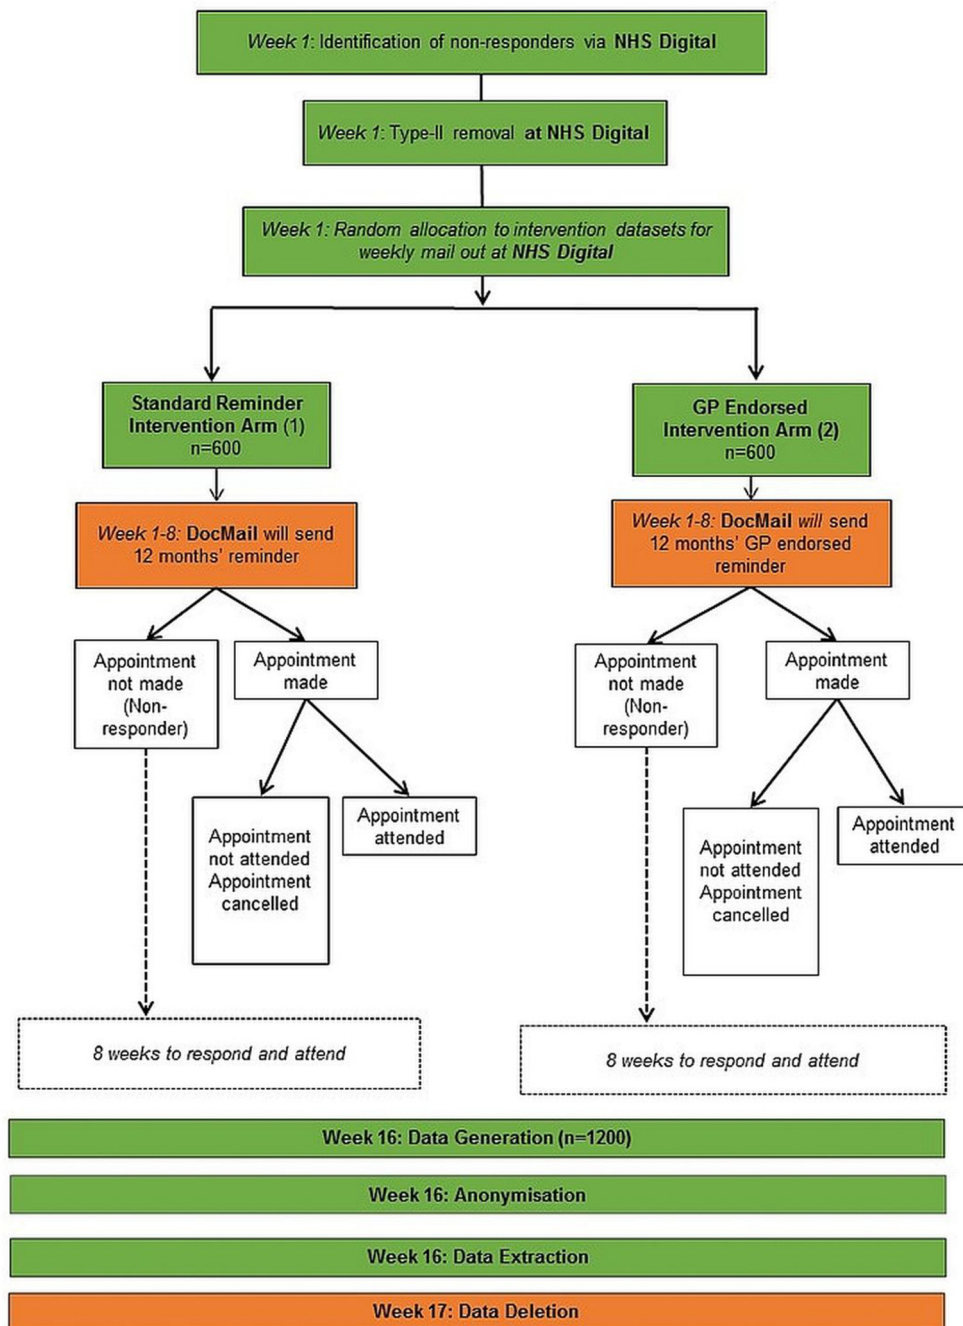 Week 1: Identification of non-responders via NHS Digital
Week 1: Type-II removal at NHS Digital
Week 1: Random allocation to intervention datasets for
weekly mail out at NHS Digital
Standard Reminder
Intervention Arm (1)
n=600
GP Endorsed
Intervention Arm (2)
n=600
Week 1-8: DocMail will send
12 months’ reminder
Week 1-8: DocMail will send
12 months’ GP endorsed
reminder
Appointment
not made
(Non-
responder)
Appointment
made
Appointment
not made
(Non-
responder)
Appointment
made
Appointment
not attended
Appointment
cancelled
Appointment
attended
Appointment
not attended
Appointment
cancelled
Appointment
attended
8 weeks to respond and attend
8 weeks to respond and attend
Week 16: Data Generation (n=1200)
Week 16: Anonymisation
Week 16: Data Extraction
Week 17: Data Deletion